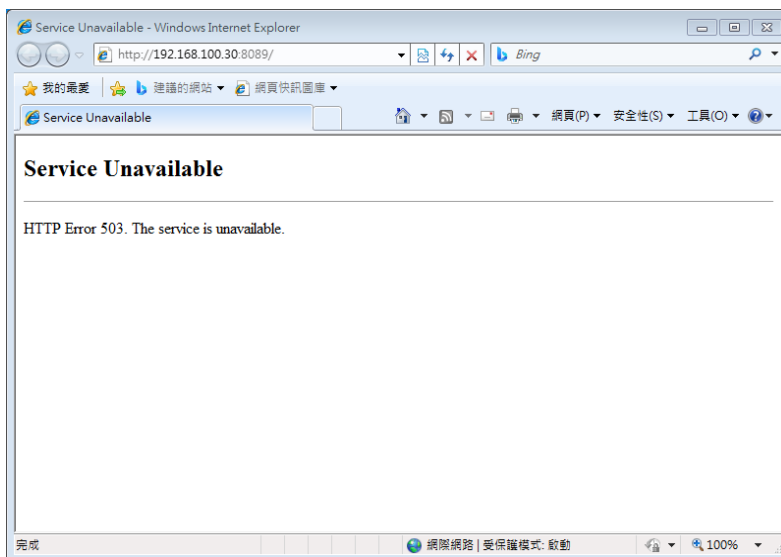 Service Unavailable - Windows Internet Explorer
http://192.168.100.30:8089/
Bing
我的最愛 建議的網站 網頁快訊圖庫
Service Unavailable 網頁(P) 安全性(S) 工具(O)
Service Unavailable
HTTP Error 503. The service is unavailable.
完成 網際網路 | 受保護模式: 啟動 100%